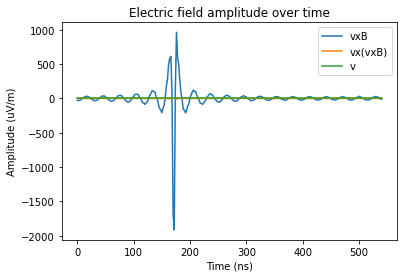 Electric field amplitude over time
vxB
vx(vxB)
v
Amplitude (uV/m)
1000
500
0
−500
−1000
−1500
−2000
0 100 200 300 400 500
Time (ns)